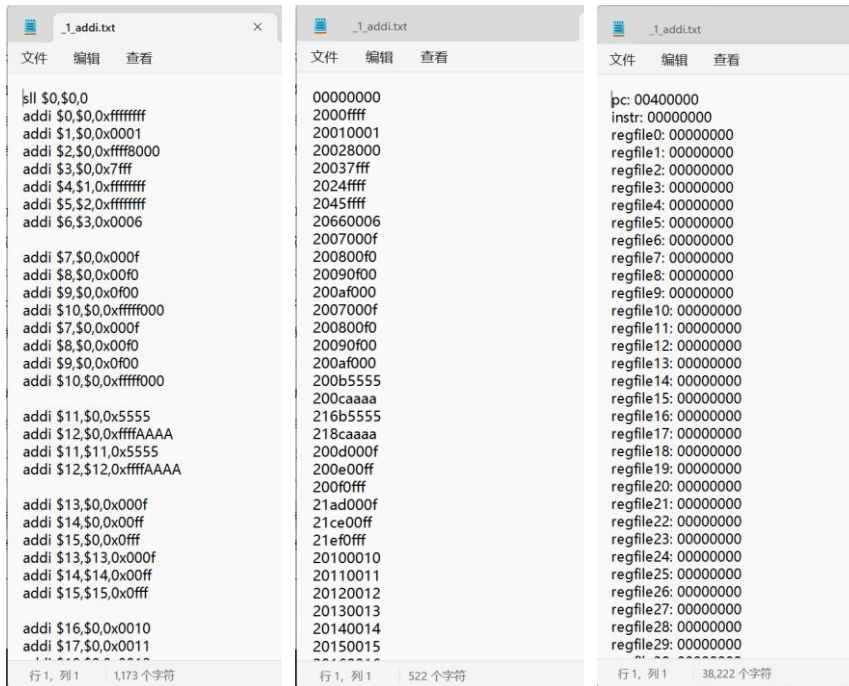 _1_addi.txt
文件 编辑 查看
sll $0,$0,0
addi $0,$0,0xffffffff
addi $1,$0,0x0001
addi $2,$0,0xffff8000
addi $3,$0,0x7fff
addi $4,$1,0xffffffff
addi $5,$2,0xffffffff
addi $6,$3,0x0006
addi $7,$0,0x000f
addi $8,$0,0x00f0
addi $9,$0,0x0f00
addi $10,$0,0xfffff000
addi $7,$0,0x000f
addi $8,$0,0x00f0
addi $9,$0,0x0f00
addi $10,$0,0xfffff000
addi $11,$0,0x5555
addi $12,$0,0xffffAAAA
addi $11,$11,0x5555
addi $12,$12,0xffffAAAA
addi $13,$0,0x000f
addi $14,$0,0x00ff
addi $15,$0,0x0fff
addi $13,$13,0x000f
addi $14,$14,0x00ff
addi $15,$15,0x0fff
addi $16,$0,0x0010
addi $17,$0,0x0011
行 1, 列 1 1,173 个字符
_1_addi.txt
文件 编辑 查看
00000000
2000ffff
20010001
20028000
20037fff
2024ffff
2045ffff
20660006
2007000f
200800f0
20090f00
200af000
2007000f
200800f0
20090f00
200af000
200b5555
200caaaa
216b5555
218caaaa
200d000f
200e00ff
200f0fff
21ad000f
21ce00ff
21ef0fff
20100010
20110011
20120012
20130013
20140014
20150015
行 1, 列 1 522 个字符
_1_addi.txt
文件 编辑 查看
pc: 00400000
instr: 00000000
regfile0: 00000000
regfile1: 00000000
regfile2: 00000000
regfile3: 00000000
regfile4: 00000000
regfile5: 00000000
regfile6: 00000000
regfile7: 00000000
regfile8: 00000000
regfile9: 00000000
regfile10: 00000000
regfile11: 00000000
regfile12: 00000000
regfile13: 00000000
regfile14: 00000000
regfile15: 00000000
regfile16: 00000000
regfile17: 00000000
regfile18: 00000000
regfile19: 00000000
regfile20: 00000000
regfile21: 00000000
regfile22: 00000000
regfile23: 00000000
regfile24: 00000000
regfile25: 00000000
regfile26: 00000000
regfile27: 00000000
regfile28: 00000000
regfile29: 00000000
行 1, 列 1 38,222 个字符